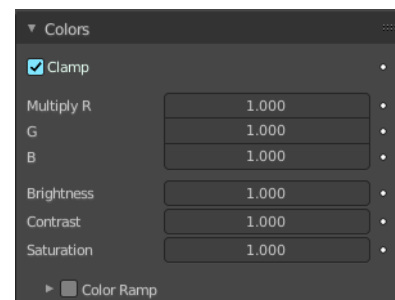 Colors
Clamp
Multiply R 1.000
G 1.000
B 1.000
Brightness 1.000
Contrast 1.000
Saturation 1.000
Color Ramp